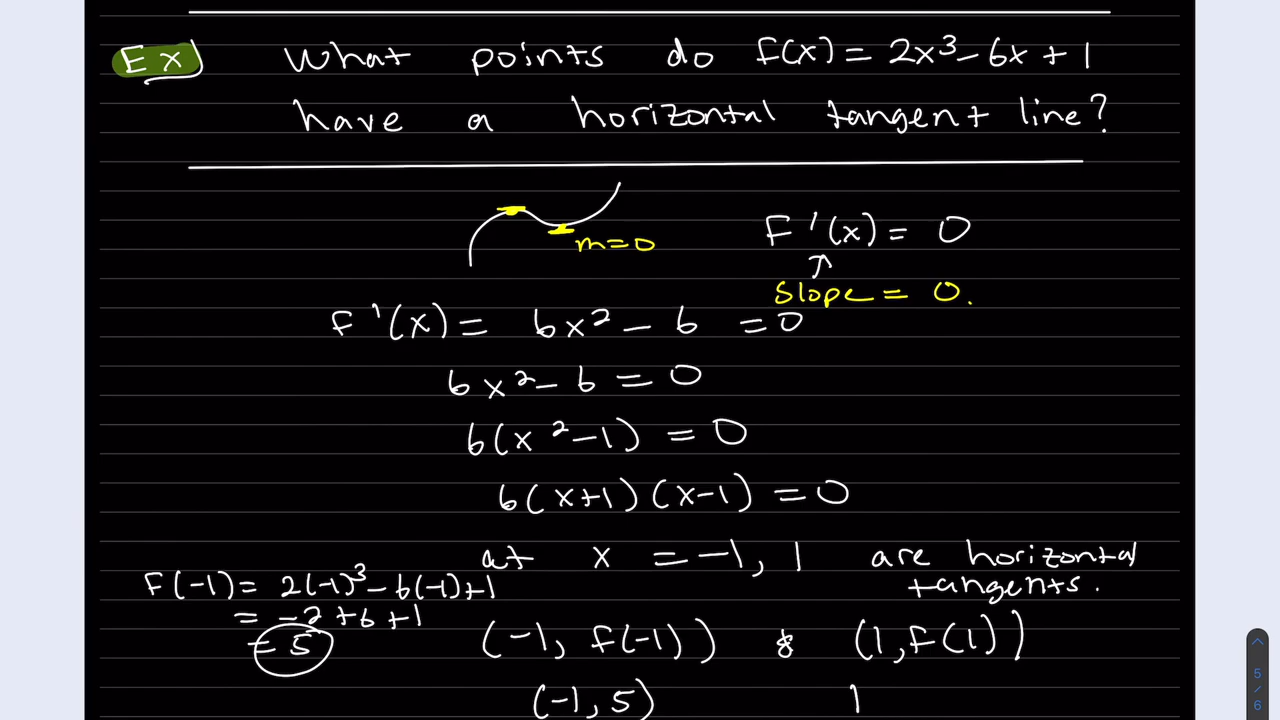 Ex) What points do f(x) = 2x³ - 6x + 1
have a horizontal tangent line?
m=0
F'(x) = 0
↑
Slope = 0.
F'(x) = 6x² - 6 = 0
6x² - 6 = 0
6(x² - 1) = 0
6(x+1)(x-1) = 0
at x = -1, 1 are horizontal
tangents.
F(-1) = 2(-1)³ - 6(-1) + 1
= -2 + 6 + 1
= 5
(-1, f(-1)) & (1, f(1))
(-1, 5)
5
/
6